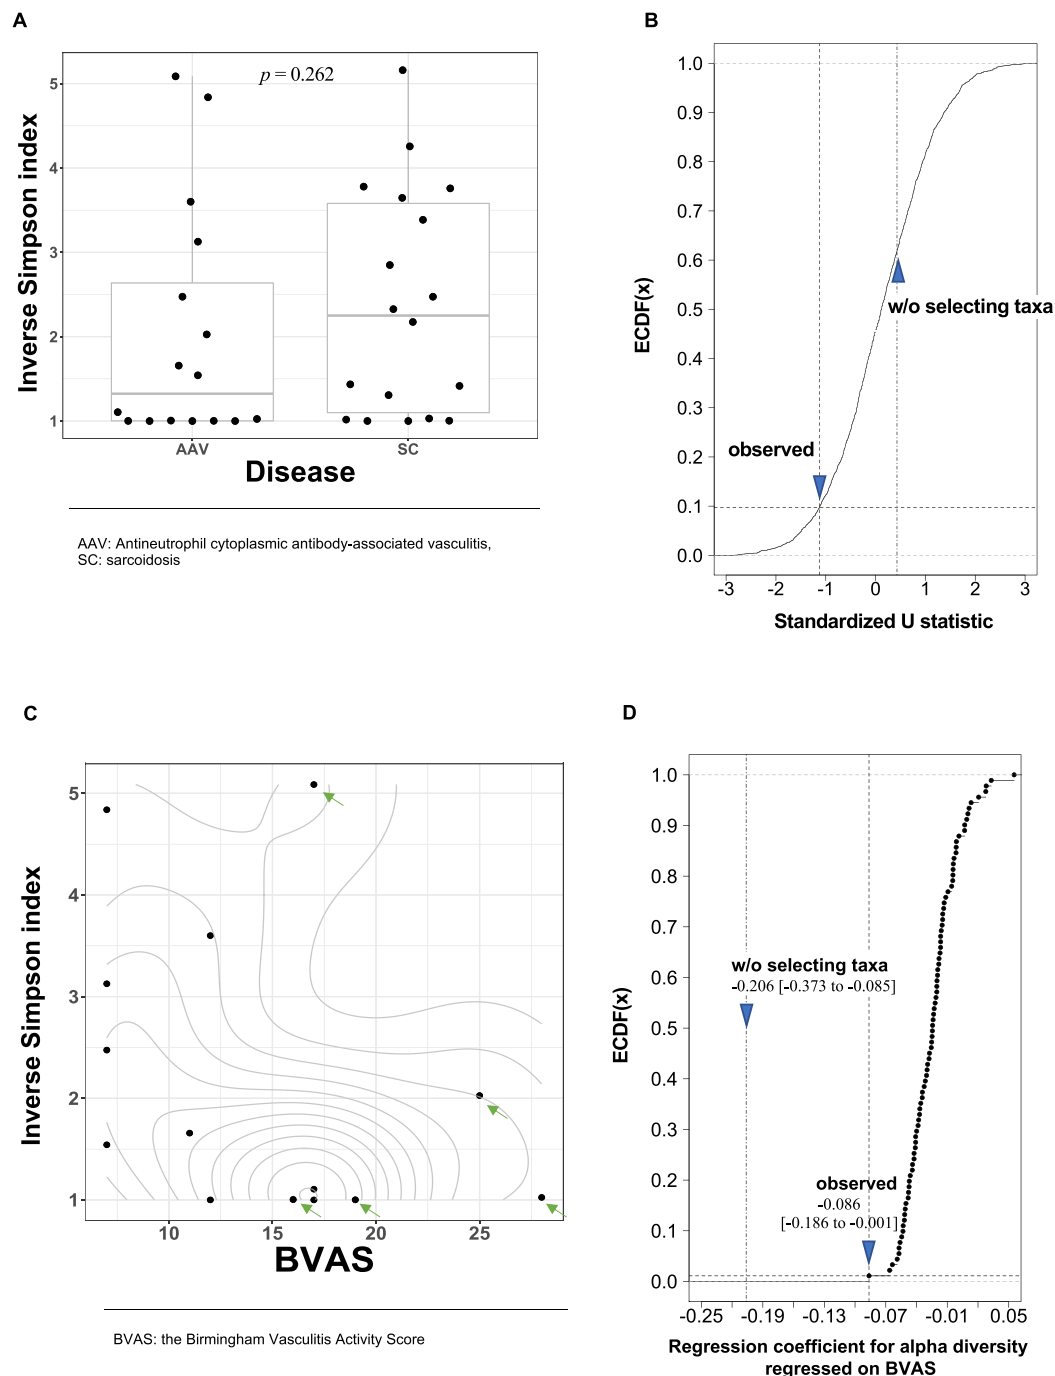 A
p = 0.262
5
4
3
2
1
Inverse Simpson index
AAV
SC
Disease
AAV: Antineutrophil cytoplasmic antibody-associated vasculitis,
SC: sarcoidosis
B
1.0
0.9
0.8
0.7
0.6
0.5
0.4
0.3
0.2
0.1
0.0
ECDF(x)
w/o selecting taxa
observed
-3
-2
-1
0
1
2
3
Standardized U statistic
C
5
4
3
2
1
Inverse Simpson index
10
15
20
25
BVAS
BVAS: the Birmingham Vasculitis Activity Score
D
1.0
0.9
0.8
0.7
0.6
0.5
0.4
0.3
0.2
0.1
0.0
ECDF(x)
w/o selecting taxa
-0.206 [-0.373 to -0.085]
observed
-0.086
[-0.186 to -0.001]
-0.25
-0.19
-0.13
-0.07
-0.01
0.05
Regression coefficient for alpha diversity
regressed on BVAS